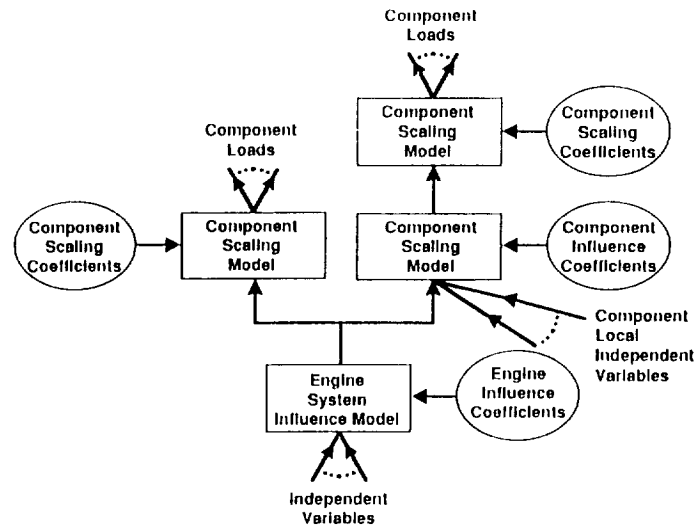 Component
Loads
Component
Scaling
Model
Component
Scaling
Coefficients
Component
Loads
Component
Scaling
Coefficients
Component
Scaling
Model
Component
Scaling
Model
Component
Influence
Coefficients
Component
Local
Independent
Variables
Engine
System
Influence Model
Engine
Influence
Coefficients
Independent
Variables